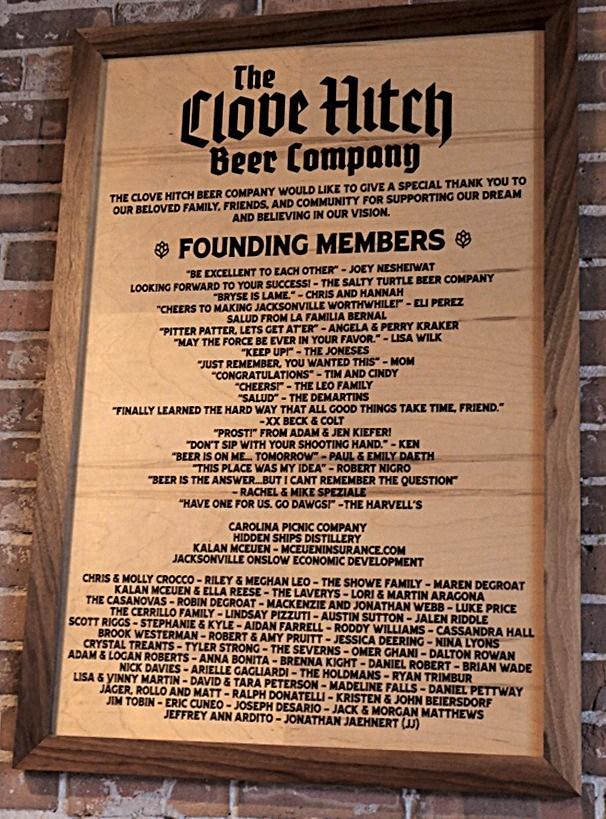 The
Clove Hitch
Beer Company
THE CLOVE HITCH BEER COMPANY WOULD LIKE TO GIVE A SPECIAL THANK YOU TO
OUR BELOVED FAMILY, FRIENDS, AND COMMUNITY FOR SUPPORTING OUR DREAM
AND BELIEVING IN OUR VISION.
FOUNDING MEMBERS
"BE EXCELLENT TO EACH OTHER" – JOEY NESHEIWAT
LOOKING FORWARD TO YOUR SUCCESS! – THE SALTY TURTLE BEER COMPANY
"BRYSE IS LAME." – CHRIS AND HANNAH
"CHEERS TO MAKING JACKSONVILLE WORTHWHILE!" – ELI PEREZ
SALUD FROM LA FAMILIA BERNAL
"PITTER PATTER, LETS GET AT'ER" – ANGELA & PERRY KRAKER
"MAY THE FORCE BE EVER IN YOUR FAVOR." – LISA WILK
"KEEP UP!" – THE JONESES
"JUST REMEMBER, YOU WANTED THIS" – MOM
"CONGRATULATIONS" – TIM AND CINDY
"CHEERS!" – THE LEO FAMILY
"SALUD" – THE DEMARTINS
"FINALLY LEARNED THE HARD WAY THAT ALL GOOD THINGS TAKE TIME, FRIEND."
–XX BECK & COLT
"PROST!" FROM ADAM & JEN KIEFER!
"DON'T SIP WITH YOUR SHOOTING HAND." – KEN
"BEER IS ON ME... TOMORROW" – PAUL & EMILY DAETH
"THIS PLACE WAS MY IDEA" – ROBERT NIGRO
"BEER IS THE ANSWER...BUT I CANT REMEMBER THE QUESTION"
– RACHEL & MIKE SPEZIALE
"HAVE ONE FOR US. GO DAWGS!" –THE HARVELL'S
CAROLINA PICNIC COMPANY
HIDDEN SHIPS DISTILLERY
KALAN MCEUEN – MCEUENINSURANCE.COM
JACKSONVILLE ONSLOW ECONOMIC DEVELOPMENT
CHRIS & MOLLY CROCCO – RILEY & MEGHAN LEO – THE SHOWE FAMILY – MAREN DEGROAT
KALAN MCEUEN & ELLA REESE – THE LAVERYS – LORI & MARTIN ARAGONA
THE CASANOVAS – ROBIN DEGROAT – MACKENZIE AND JONATHAN WEBB – LUKE PRICE
THE CERRILLO FAMILY – LINDSAY PIZZUTI – AUSTIN SUTTON – JALEN RIDDLE
SCOTT RIGGS – STEPHANIE & KYLE – AIDAN FARRELL – RODDY WILLIAMS – CASSANDRA HALL
BROOK WESTERMAN – ROBERT & AMY PRUITT – JESSICA DEERING – NINA LYONS
CRYSTAL TREANTS – TYLER STRONG – THE SEVERNS – OMER GHANI – DALTON ROWAN
ADAM & LOGAN ROBERTS – ANNA BONITA – BRENNA KIGHT – DANIEL ROBERT – BRIAN WADE
NICK DAVIES – ARIELLE GAGLIARDI – THE HOLDMANS – RYAN TRIMBUR
LISA & VINNY MARTIN – DAVID & TARA PETERSON – MADELINE FALLS – DANIEL PETTWAY
JÄGER, ROLLO AND MATT – RALPH DONATELLI – KRISTEN & JOHN BEIERSDORF
JIM TOBIN – ERIC CUNEO – JOSEPH DESARIO – JACK & MORGAN MATTHEWS
JEFFREY ANN ARDITO – JONATHAN JAEHNERT (JJ)